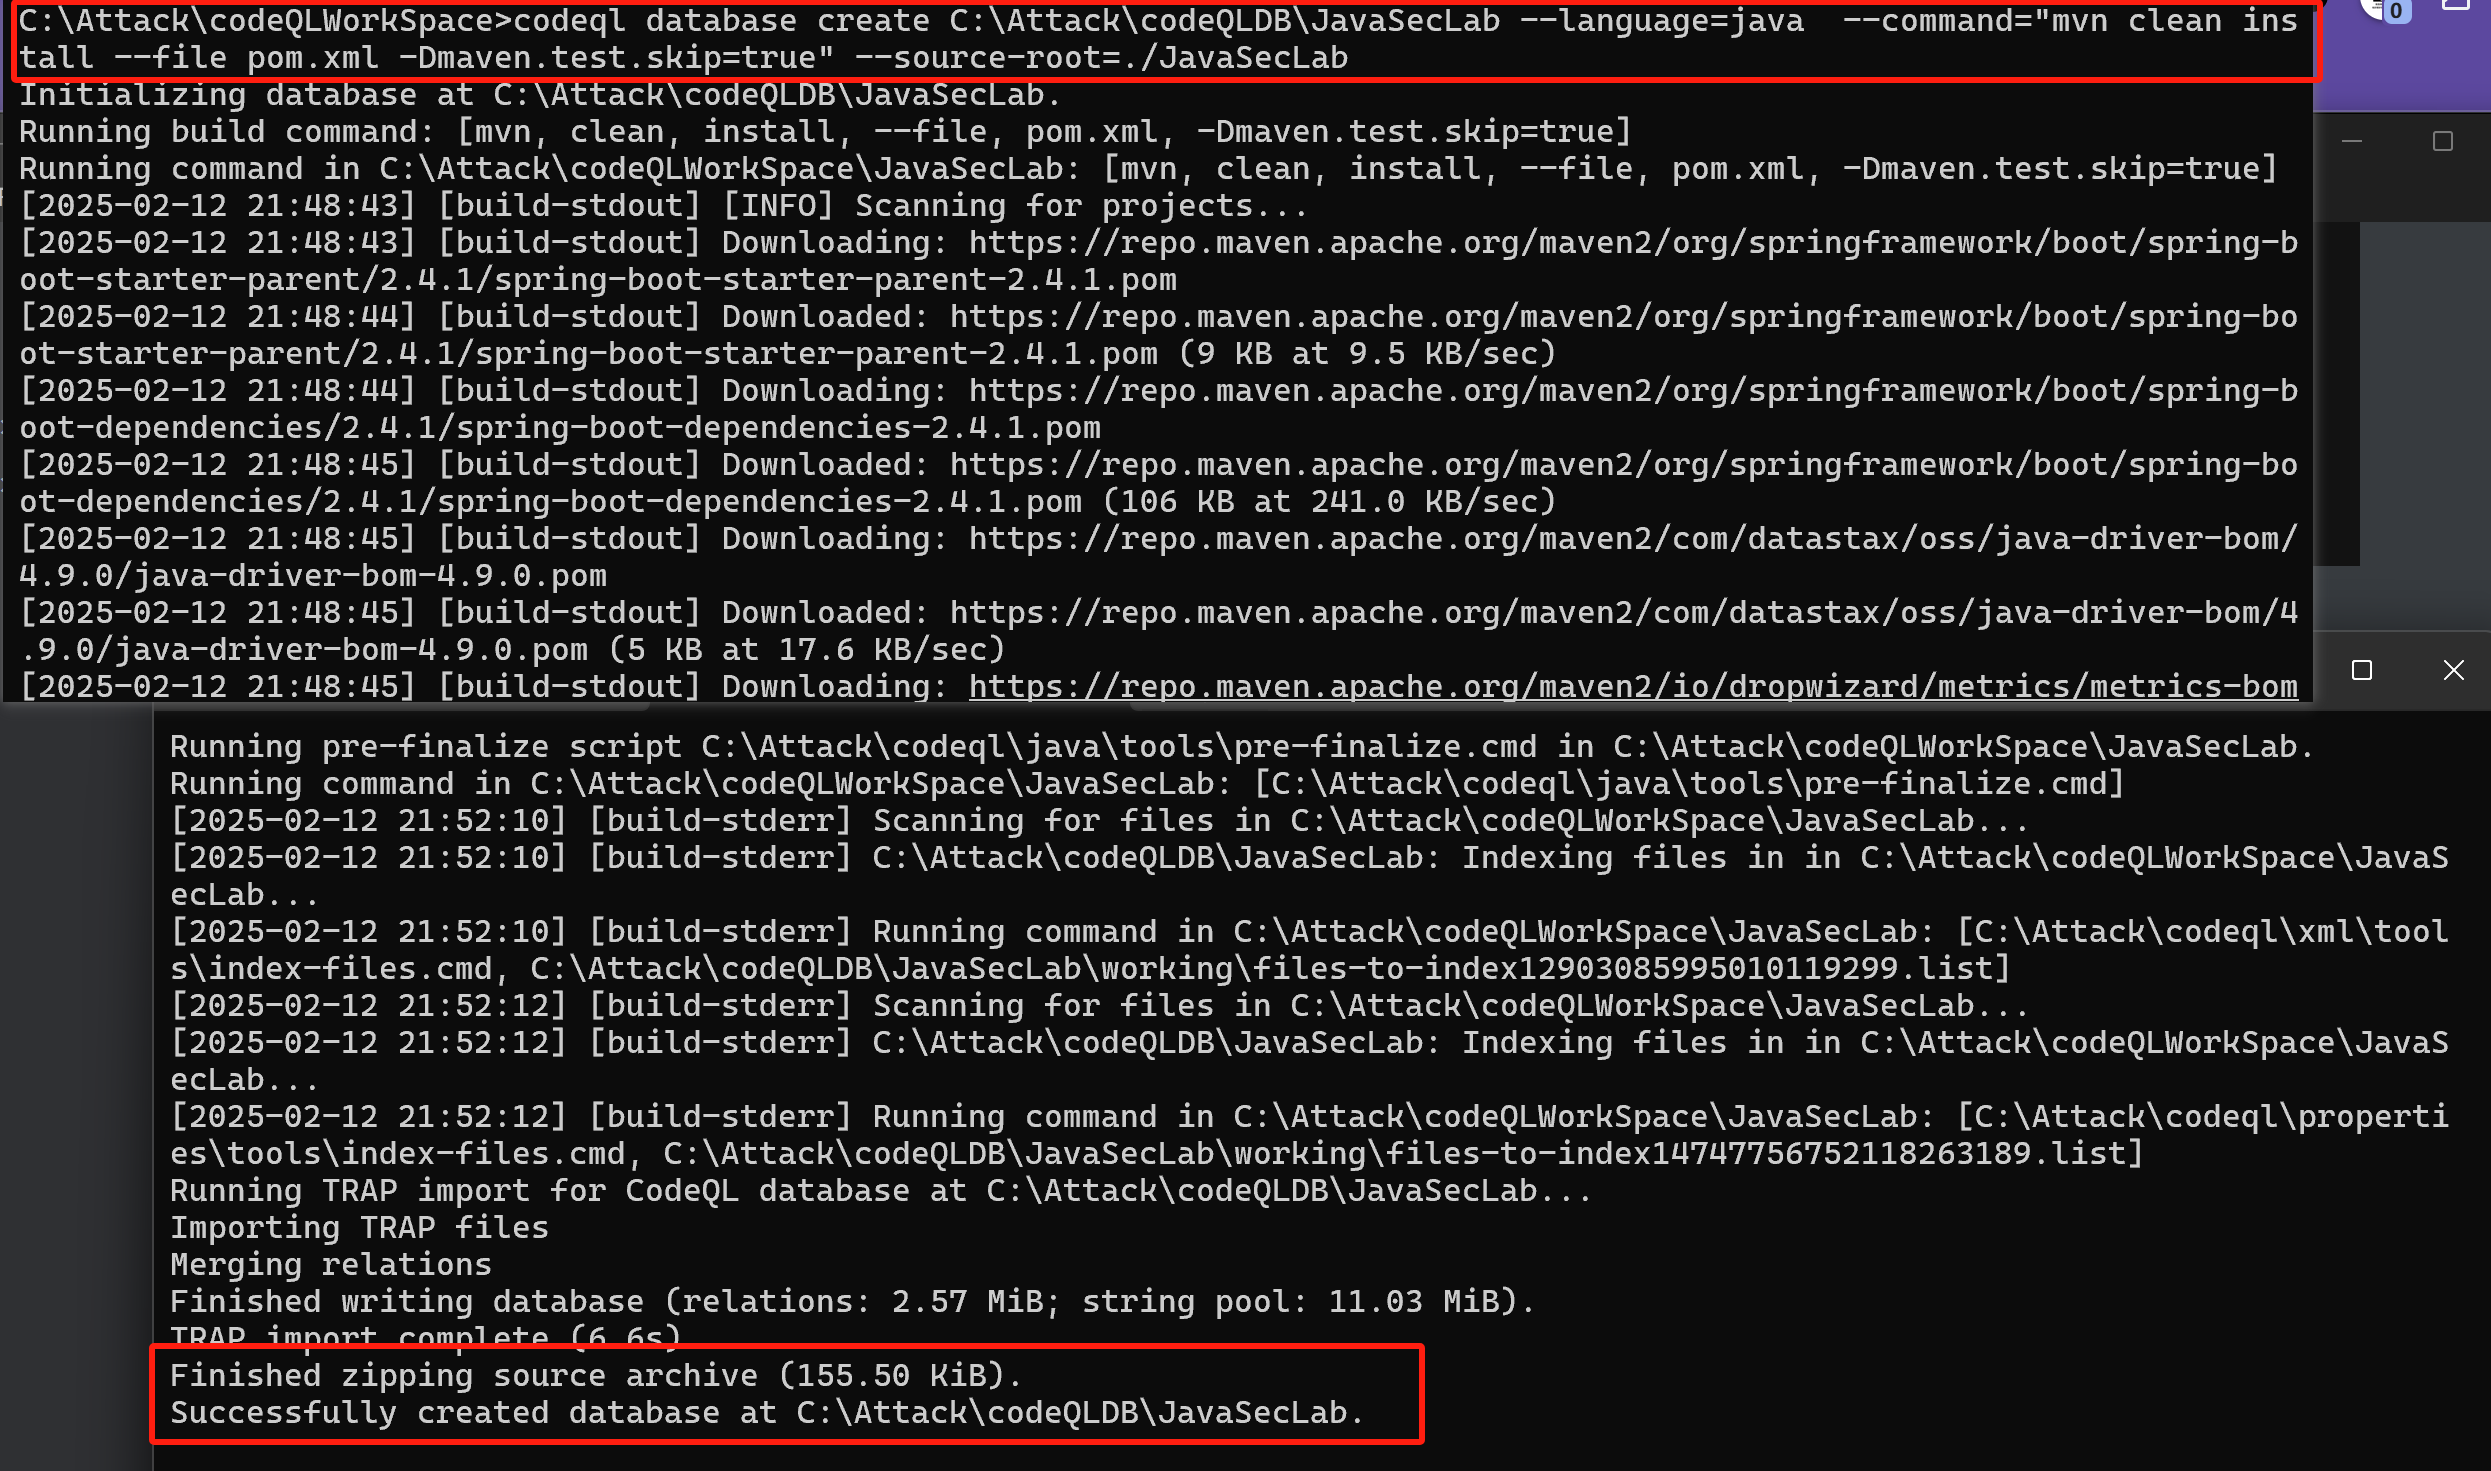 C:\Attack\codeQLWorkSpace>codeql database create C:\Attack\codeQLDB\JavaSecLab --language=java  --command="mvn clean ins
tall --file pom.xml -Dmaven.test.skip=true" --source-root=./JavaSecLab
0
Initializing database at C:\Attack\codeQLDB\JavaSecLab.
Running build command: [mvn, clean, install, --file, pom.xml, -Dmaven.test.skip=true]
Running command in C:\Attack\codeQLWorkSpace\JavaSecLab: [mvn, clean, install, --file, pom.xml, -Dmaven.test.skip=true]
[2025-02-12 21:48:43] [build-stdout] [INFO] Scanning for projects...
[2025-02-12 21:48:43] [build-stdout] Downloading: https://repo.maven.apache.org/maven2/org/springframework/boot/spring-b
oot-starter-parent/2.4.1/spring-boot-starter-parent-2.4.1.pom
[2025-02-12 21:48:44] [build-stdout] Downloaded: https://repo.maven.apache.org/maven2/org/springframework/boot/spring-bo
ot-starter-parent/2.4.1/spring-boot-starter-parent-2.4.1.pom (9 KB at 9.5 KB/sec)
[2025-02-12 21:48:44] [build-stdout] Downloading: https://repo.maven.apache.org/maven2/org/springframework/boot/spring-b
oot-dependencies/2.4.1/spring-boot-dependencies-2.4.1.pom
[2025-02-12 21:48:45] [build-stdout] Downloaded: https://repo.maven.apache.org/maven2/org/springframework/boot/spring-bo
ot-dependencies/2.4.1/spring-boot-dependencies-2.4.1.pom (106 KB at 241.0 KB/sec)
[2025-02-12 21:48:45] [build-stdout] Downloading: https://repo.maven.apache.org/maven2/com/datastax/oss/java-driver-bom/
4.9.0/java-driver-bom-4.9.0.pom
[2025-02-12 21:48:45] [build-stdout] Downloaded: https://repo.maven.apache.org/maven2/com/datastax/oss/java-driver-bom/4
.9.0/java-driver-bom-4.9.0.pom (5 KB at 17.6 KB/sec)
[2025-02-12 21:48:45] [build-stdout] Downloading: https://repo.maven.apache.org/maven2/io/dropwizard/metrics/metrics-bom
Running pre-finalize script C:\Attack\codeql\java\tools\pre-finalize.cmd in C:\Attack\codeQLWorkSpace\JavaSecLab.
Running command in C:\Attack\codeQLWorkSpace\JavaSecLab: [C:\Attack\codeql\java\tools\pre-finalize.cmd]
[2025-02-12 21:52:10] [build-stderr] Scanning for files in C:\Attack\codeQLWorkSpace\JavaSecLab...
[2025-02-12 21:52:10] [build-stderr] C:\Attack\codeQLDB\JavaSecLab: Indexing files in in C:\Attack\codeQLWorkSpace\JavaS
ecLab...
[2025-02-12 21:52:10] [build-stderr] Running command in C:\Attack\codeQLWorkSpace\JavaSecLab: [C:\Attack\codeql\xml\tool
s\index-files.cmd, C:\Attack\codeQLDB\JavaSecLab\working\files-to-index12903085995010119299.list]
[2025-02-12 21:52:12] [build-stderr] Scanning for files in C:\Attack\codeQLWorkSpace\JavaSecLab...
[2025-02-12 21:52:12] [build-stderr] C:\Attack\codeQLDB\JavaSecLab: Indexing files in in C:\Attack\codeQLWorkSpace\JavaS
ecLab...
[2025-02-12 21:52:12] [build-stderr] Running command in C:\Attack\codeQLWorkSpace\JavaSecLab: [C:\Attack\codeql\properti
es\tools\index-files.cmd, C:\Attack\codeQLDB\JavaSecLab\working\files-to-index14747756752118263189.list]
Running TRAP import for CodeQL database at C:\Attack\codeQLDB\JavaSecLab...
Importing TRAP files
Merging relations
Finished writing database (relations: 2.57 MiB; string pool: 11.03 MiB).
TRAP import complete (6.6s).
Finished zipping source archive (155.50 KiB).
Successfully created database at C:\Attack\codeQLDB\JavaSecLab.